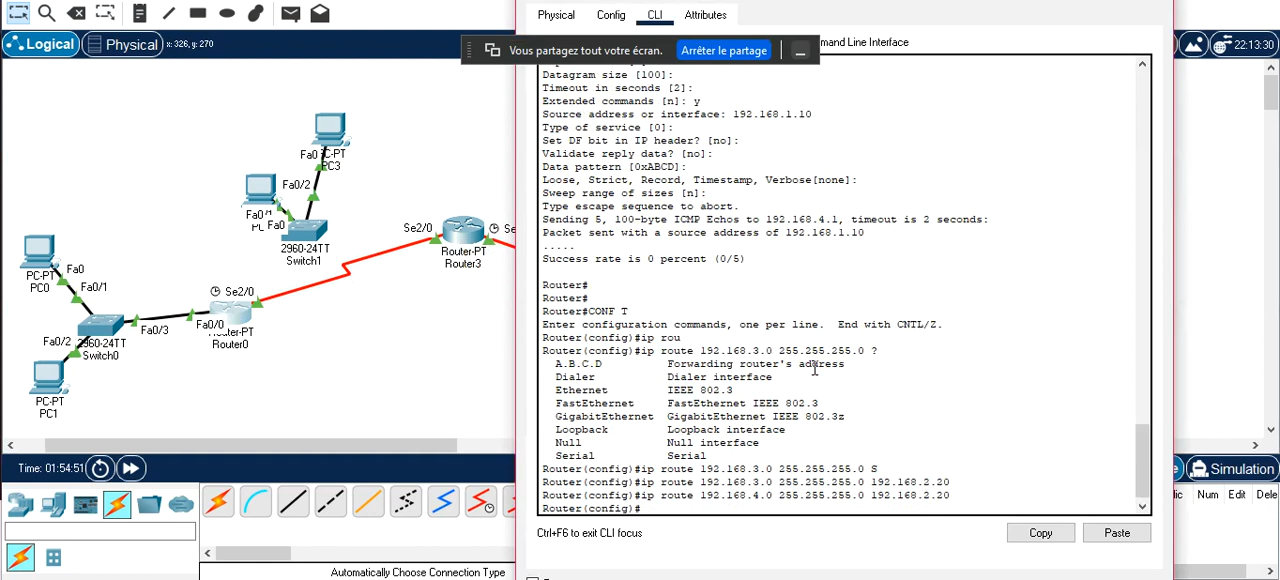 Physical Config CLI Attributes
Logical Physical x: 326, y: 270
Vous partagez tout votre écran. Arrêter le partage
mand Line Interface
22:13:30
Datagram size [100]:
Timeout in seconds [2]:
Extended commands [n]: y
Source address or interface: 192.168.1.10
Type of service [0]:
Set DF bit in IP header? [no]:
Validate reply data? [no]:
Data pattern [0xABCD]:
Loose, Strict, Record, Timestamp, Verbose[none]:
Sweep range of sizes [n]:
Type escape sequence to abort.
Sending 5, 100-byte ICMP Echos to 192.168.4.1, timeout is 2 seconds:
Packet sent with a source address of 192.168.1.10
.....
Success rate is 0 percent (0/5)
Router#
Router#
Router#CONF T
Enter configuration commands, one per line. End with CNTL/Z.
Router(config)#ip rou
Router(config)#ip route 192.168.3.0 255.255.255.0 ?
A.B.C.D Forwarding router's address
Dialer Dialer interface
Ethernet IEEE 802.3
FastEthernet FastEthernet IEEE 802.3
GigabitEthernet GigabitEthernet IEEE 802.3z
Loopback Loopback interface
Null Null interface
Serial Serial
Router(config)#ip route 192.168.3.0 255.255.255.0 S
Router(config)#ip route 192.168.3.0 255.255.255.0 192.168.2.20
Router(config)#ip route 192.168.4.0 255.255.255.0 192.168.2.20
Router(config)#
Ctrl+F6 to exit CLI focus
Copy Paste
Fa0
C-PT
PC3
Fa0/2
Fa0
2960-24TT
Switch1
Se2/0
Se
Router-PT
Router3
Fa0
PC-PT
PC0
Fa0/1
Se2/0
Fa0/3
Fa0/0
Router-PT
Router0
2960-24TT
Switch0
Fa0/2
PC-PT
PC1
Time: 01:54:51
Simulation
Num Edit Dele
Automatically Choose Connection Type